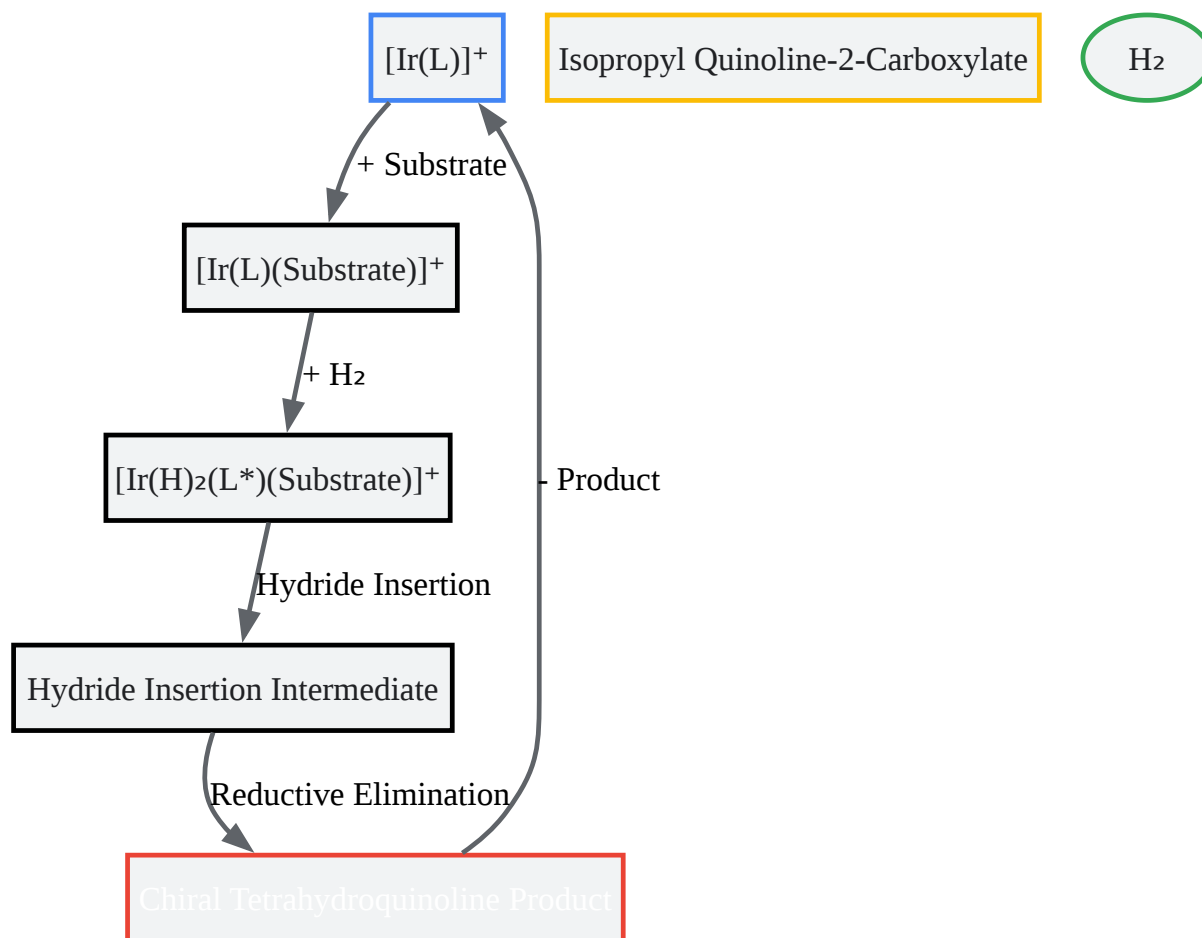 [Ir(L)]⁺
Isopropyl Quinoline-2-Carboxylate
H₂
+ Substrate
[Ir(L)(Substrate)]⁺
+ H₂
[Ir(H)₂(L*)(Substrate)]⁺
- Product
Hydride Insertion
Hydride Insertion Intermediate
Reductive Elimination
Chiral Tetrahydroquinoline Product